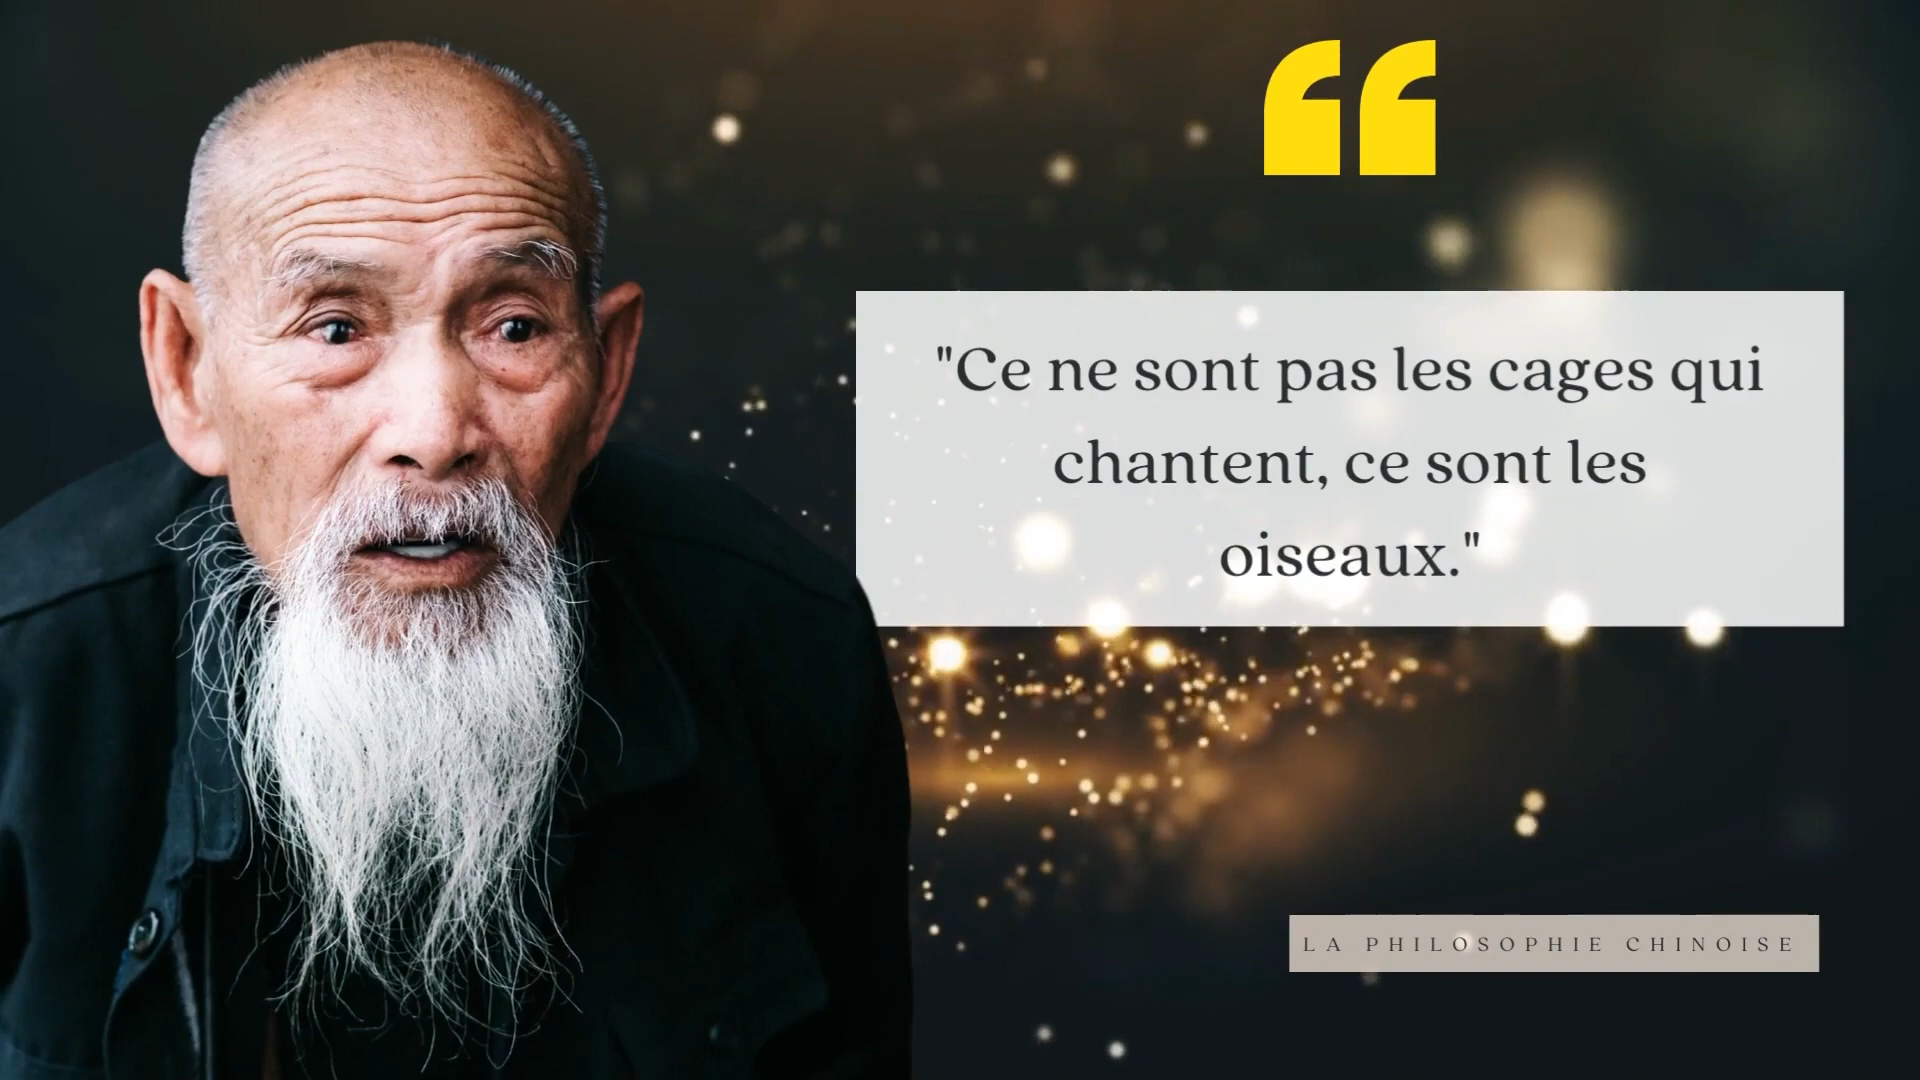 "Ce ne sont pas les cages qui
chantent, ce sont les
oiseaux."
LA PHILOSOPHIE CHINOISE